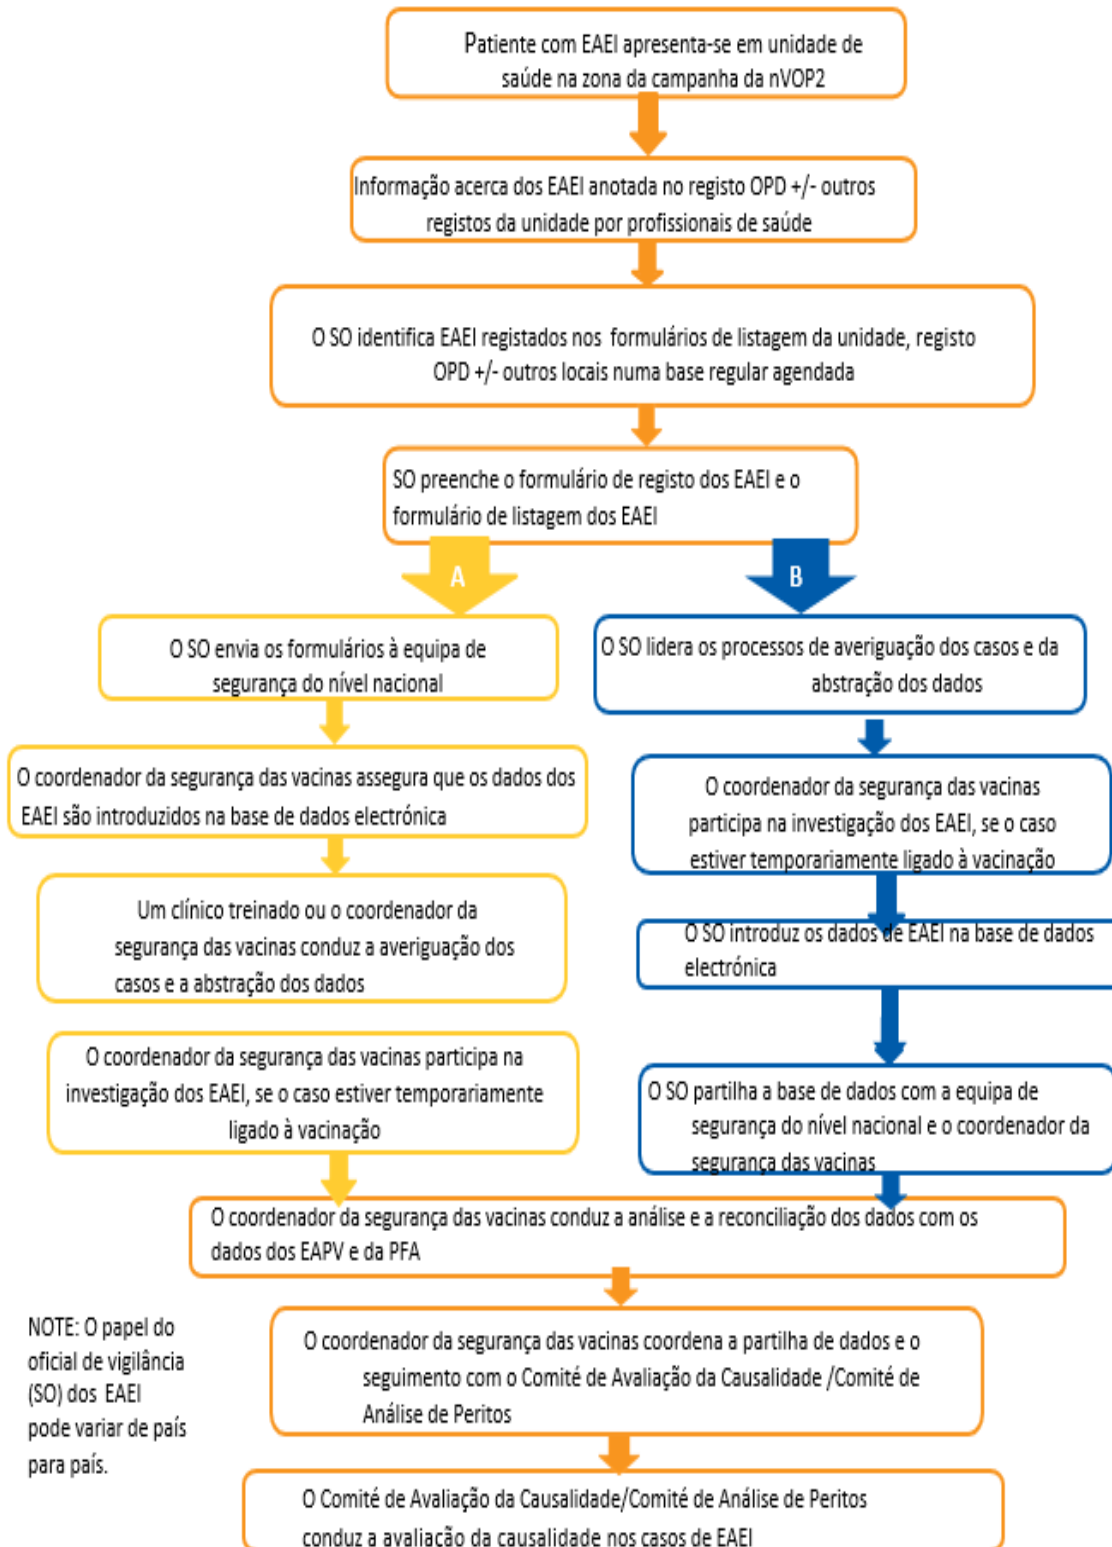 Patiente com EAEI apresenta-se em unidade de
saúde na zona da campanha da nVOP2
Informação acerca dos EAEI anotada no registo OPD +/- outros
registos da unidade por profissionais de saúde
O SO identifica EAEI registados nos formulários de listagem da unidade, registo
OPD +/- outros locais numa base regular agendada
SO preenche o formulário de registo dos EAEI e o
formulário de listagem dos EAEI
A
O SO envia os formulários à equipa de
segurança do nível nacional
O coordenador da segurança das vacinas assegura que os dados dos
EAEI são introduzidos na base de dados electrónica
Um clínico treinado ou o coordenador da
segurança das vacinas conduz a averiguação dos
casos e a abstração dos dados
O coordenador da segurança das vacinas participa na
investigação dos EAEI, se o caso estiver temporariamente
ligado à vacinação
B
O SO lidera os processos de averiguação dos casos e da
abstração dos dados
O coordenador da segurança das vacinas
participa na investigação dos EAEI, se o caso
estiver temporariamente ligado à vacinação
O SO introduz os dados de EAEI na base de dados
electrónica
O SO partilha a base de dados com a equipa de
segurança do nível nacional e o coordenador da
segurança das vacinas
O coordenador da segurança das vacinas conduz a análise e a reconciliação dos dados com os
dados dos EAPV e da PFA
O coordenador da segurança das vacinas coordena a partilha de dados e o
seguimento com o Comité de Avaliação da Causalidade /Comité de
Análise de Peritos
O Comité de Avaliação da Causalidade/Comité de Análise de Peritos
conduz a avaliação da causalidade nos casos de EAEI
NOTE: O papel do
oficial de vigilância
(SO) dos EAEI
pode variar de país
para país.